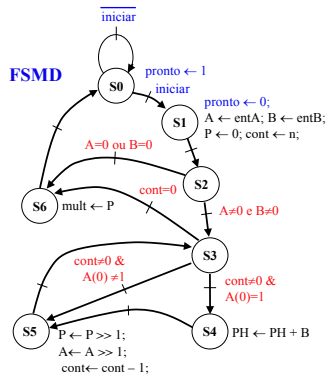 iniciar
FSMD
S0
pronto ← 1
iniciar
S1
pronto ← 0;
A ← entA; B ← entB;
P ← 0; cont ← n;
A=0 ou B=0
S2
cont=0
S6
mult ← P
A≠0 e B≠0
S3
cont≠0 &
A(0) ≠1
cont≠0 &
A(0)=1
S5
S4
PH ← PH + B
P ← P >> 1;
A← A >> 1;
cont← cont – 1;